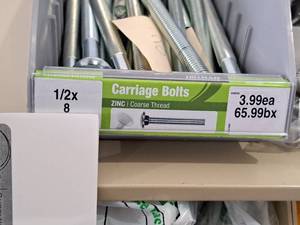 1/2x
8
Carriage Bolts
ZINC | Coarse Thread
3.99ea
65.99bx